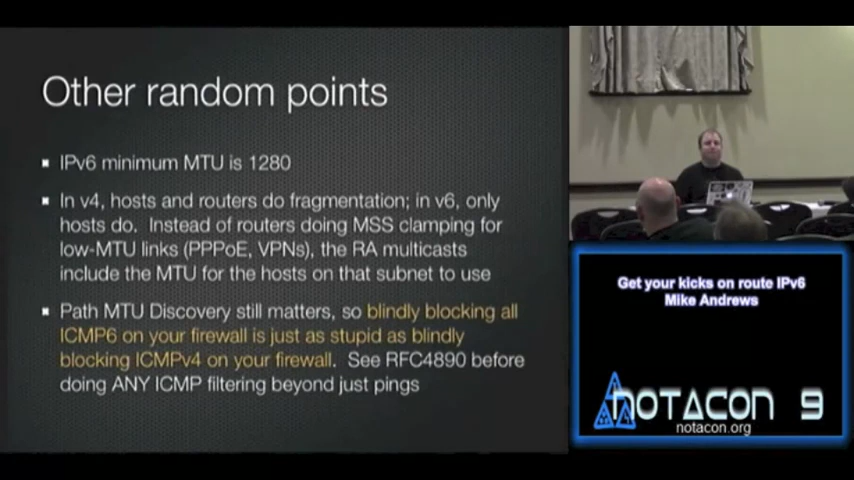 Other random points
IPv6 minimum MTU is 1280
In v4, hosts and routers do fragmentation; in v6, only
hosts do. Instead of routers doing MSS clamping for
low-MTU links (PPPoE, VPNs), the RA multicasts
include the MTU for the hosts on that subnet to use
Path MTU Discovery still matters, so blindly blocking all
ICMP6 on your firewall is just as stupid as blindly
blocking ICMPv4 on your firewall. See RFC4890 before
doing ANY ICMP filtering beyond just pings
Get your kicks on route IPv6
Mike Andrews
NOTACON 9
notacon.org